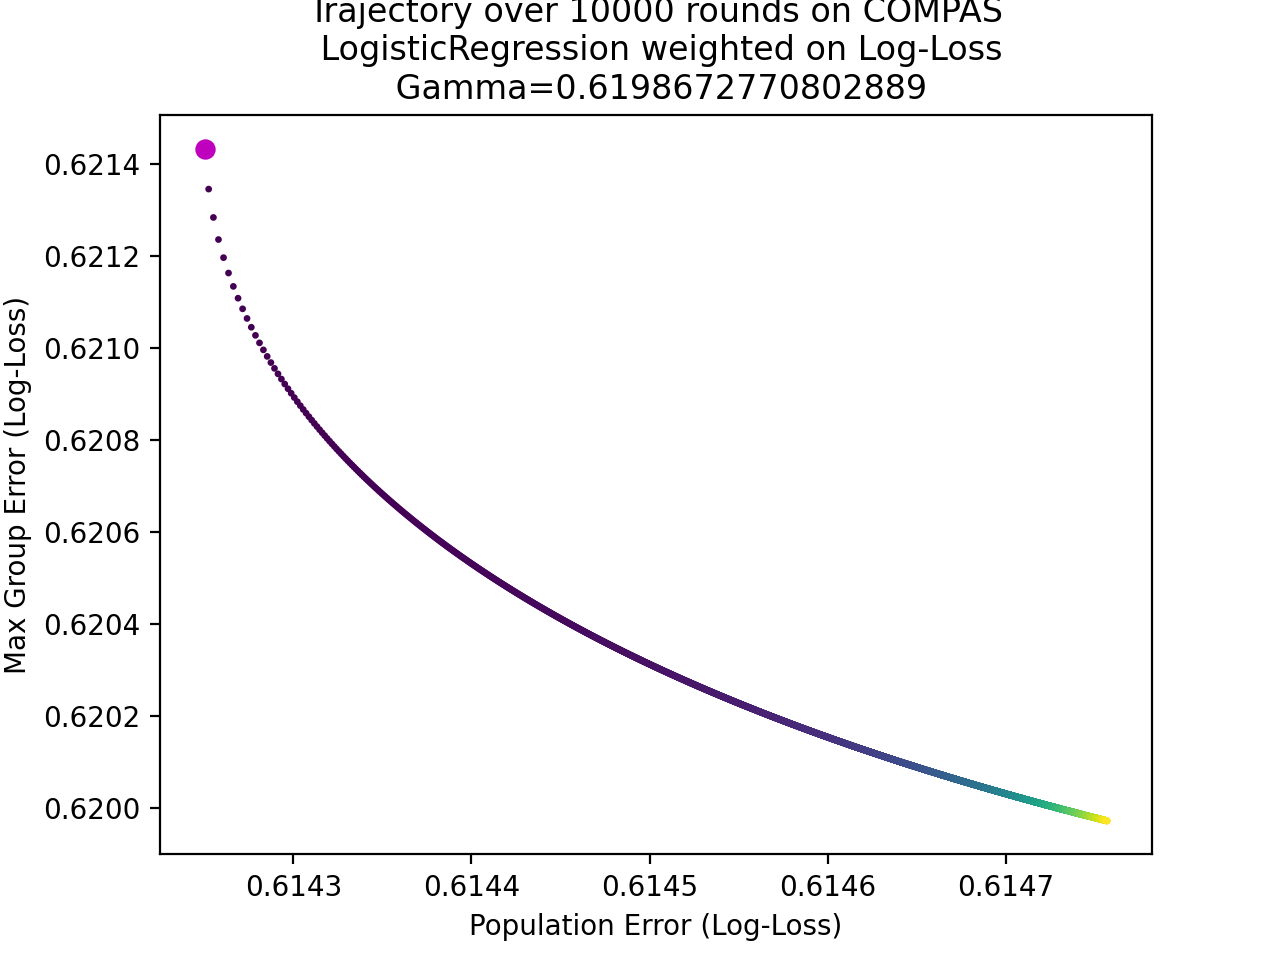 Trajectory over 10000 rounds on COMPAS
LogisticRegression weighted on Log-Loss
Gamma=0.6198672770802889
0.6214
0.6212
0.6210
0.6208
0.6206
0.6204
0.6202
0.6200
Max Group Error (Log-Loss)
0.6143
0.6144
0.6145
0.6146
0.6147
Population Error (Log-Loss)